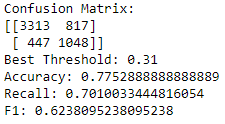 Confusion Matrix:
[[3313  817]
 [ 447 1048]]
Best Threshold: 0.31
Accuracy: 0.7752888888888889
Recall: 0.7010033444816054
F1: 0.6238095238095238